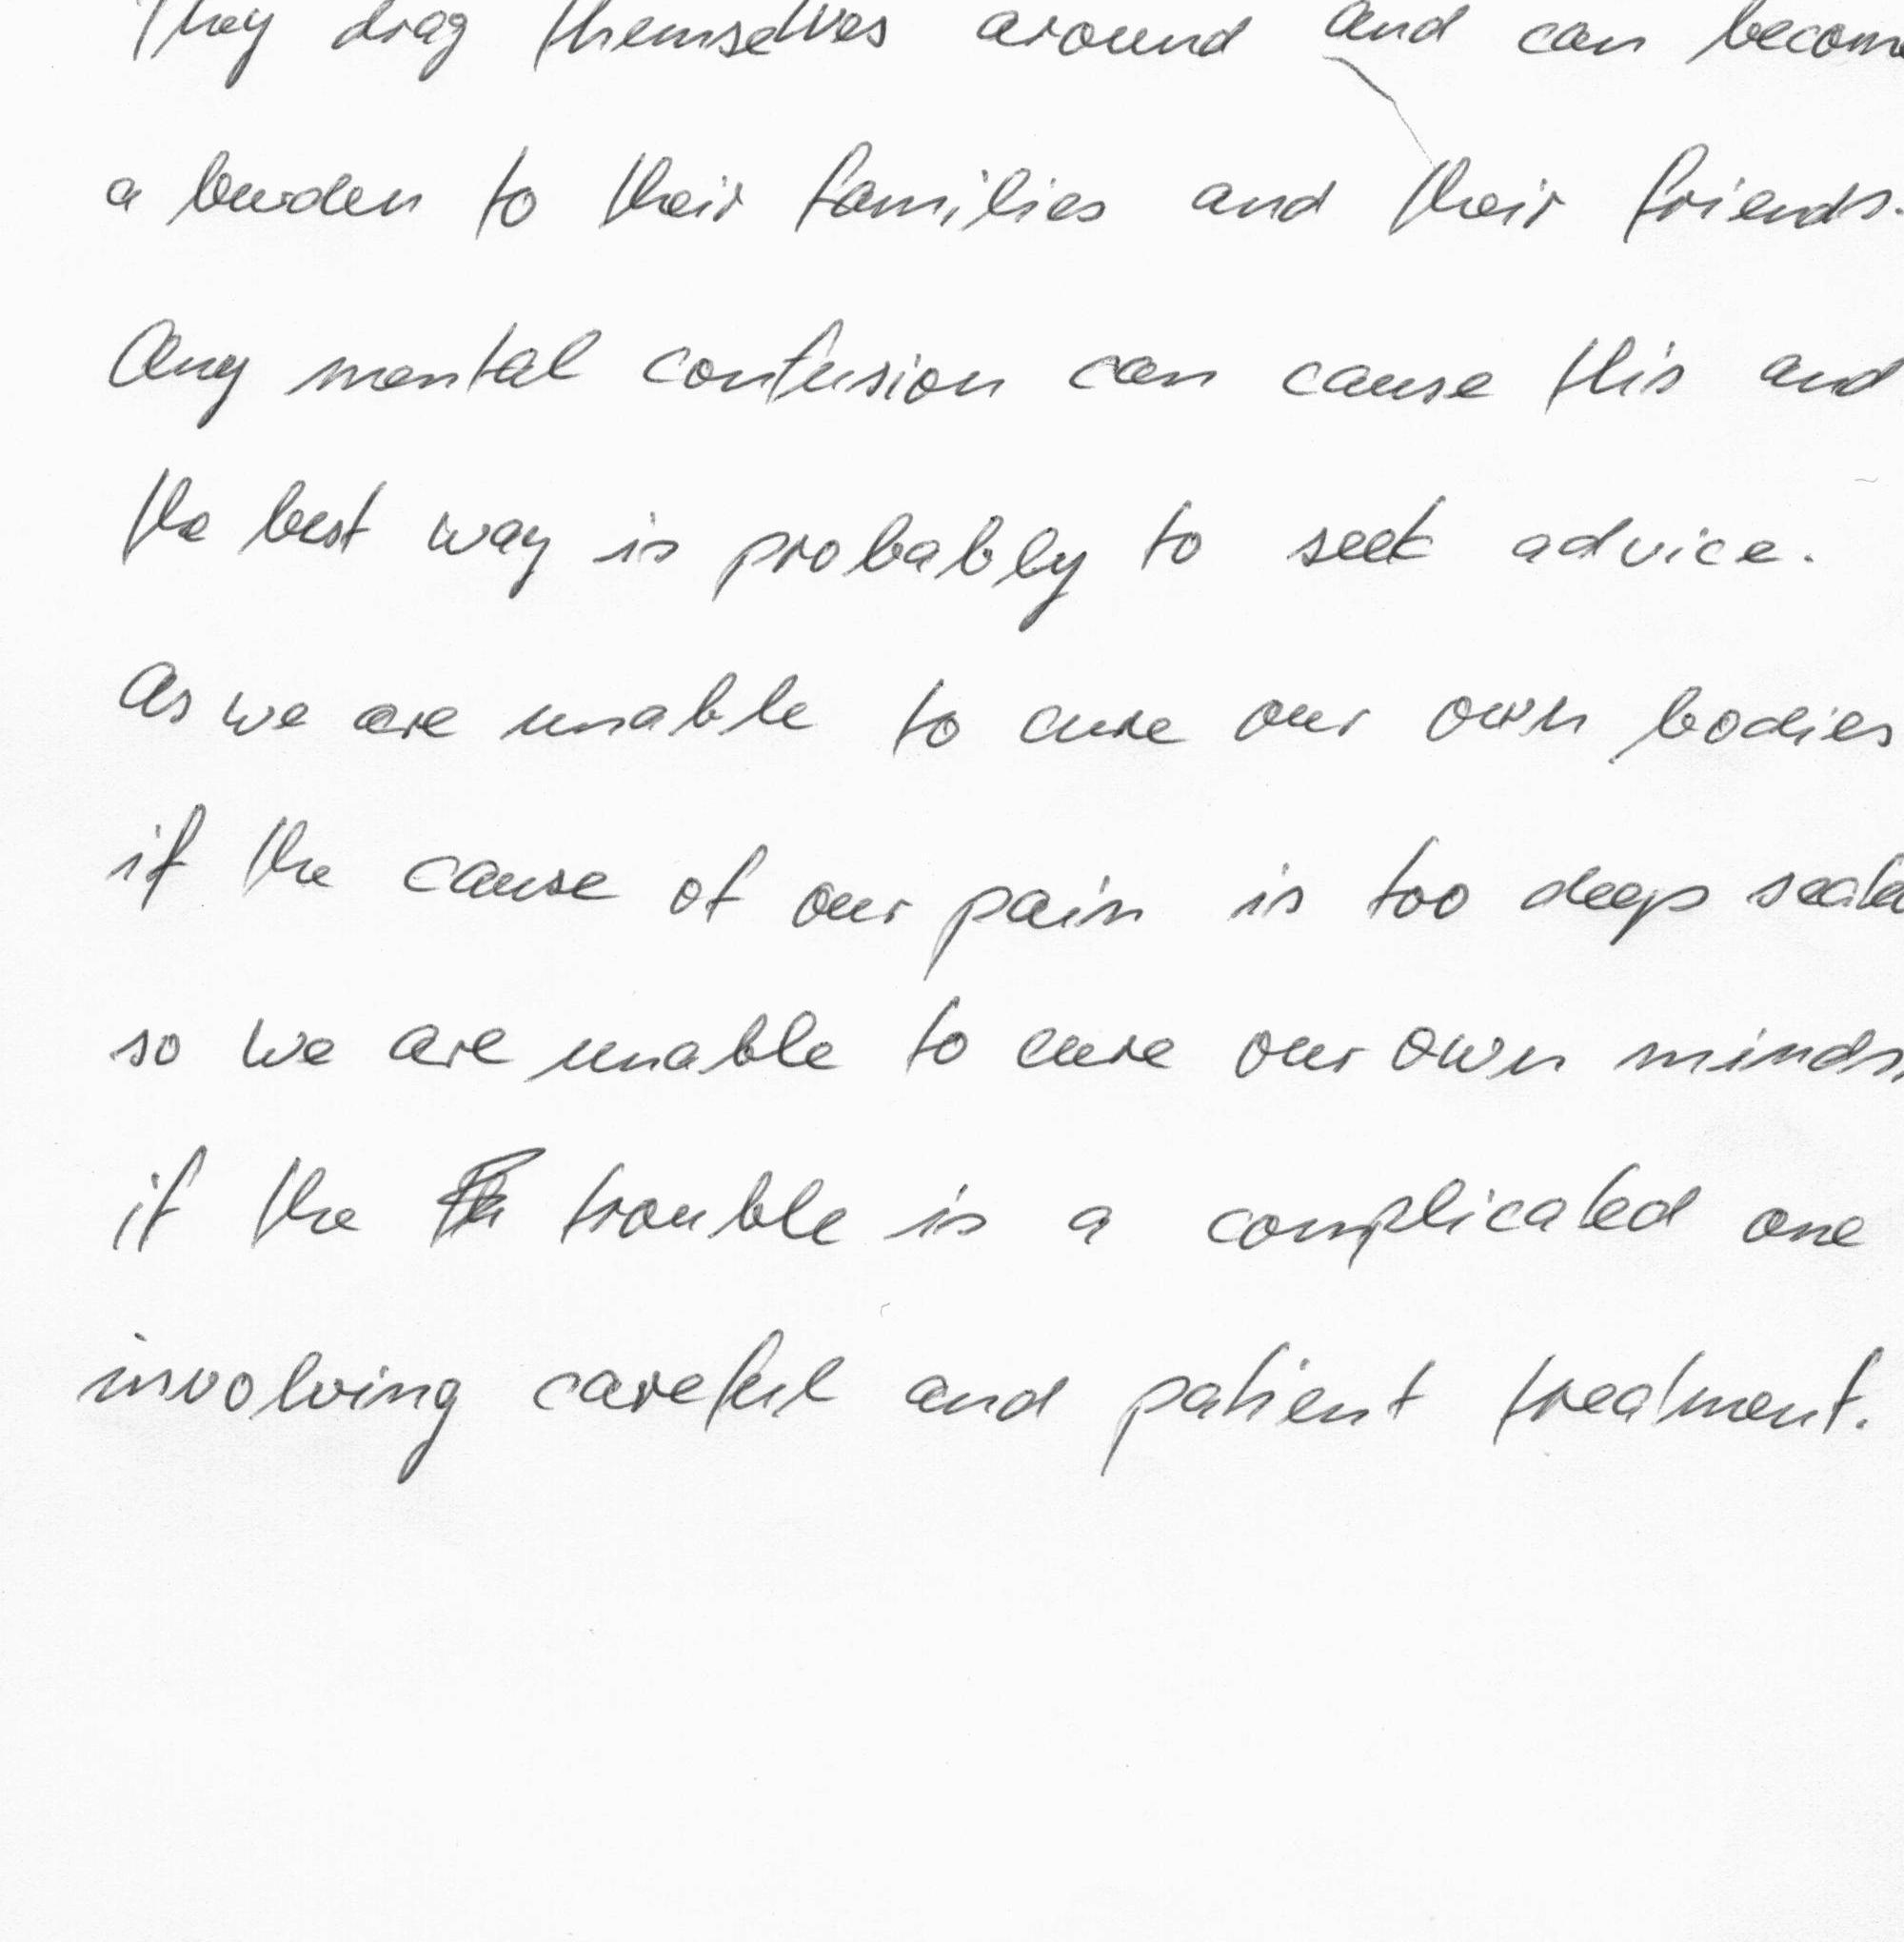 They drag themselves around and can become
a burden to their families and their friends.
Any mental confusion can cause this and
the best way is probably to seek advice.
As we are unable to cure our own bodies
if the cause of our pain is too deep seated
so we are unable to cure our own minds,
if the trouble is a complicated one
involving careful and patient treatment.